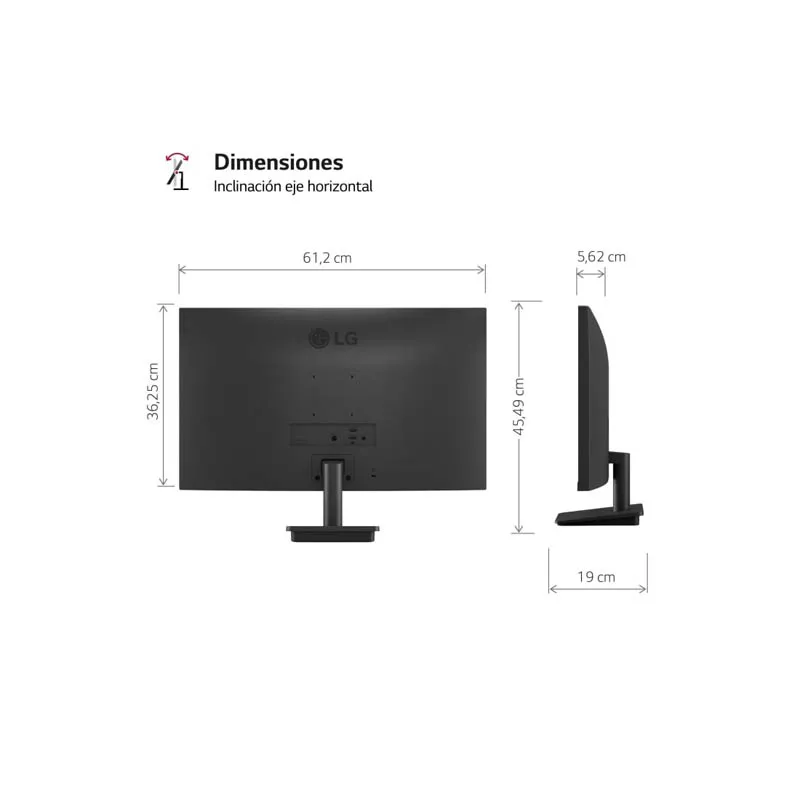 Dimensiones
Inclinación eje horizontal
61,2 cm
5,62 cm
LG
36,25 cm
45,49 cm
19 cm